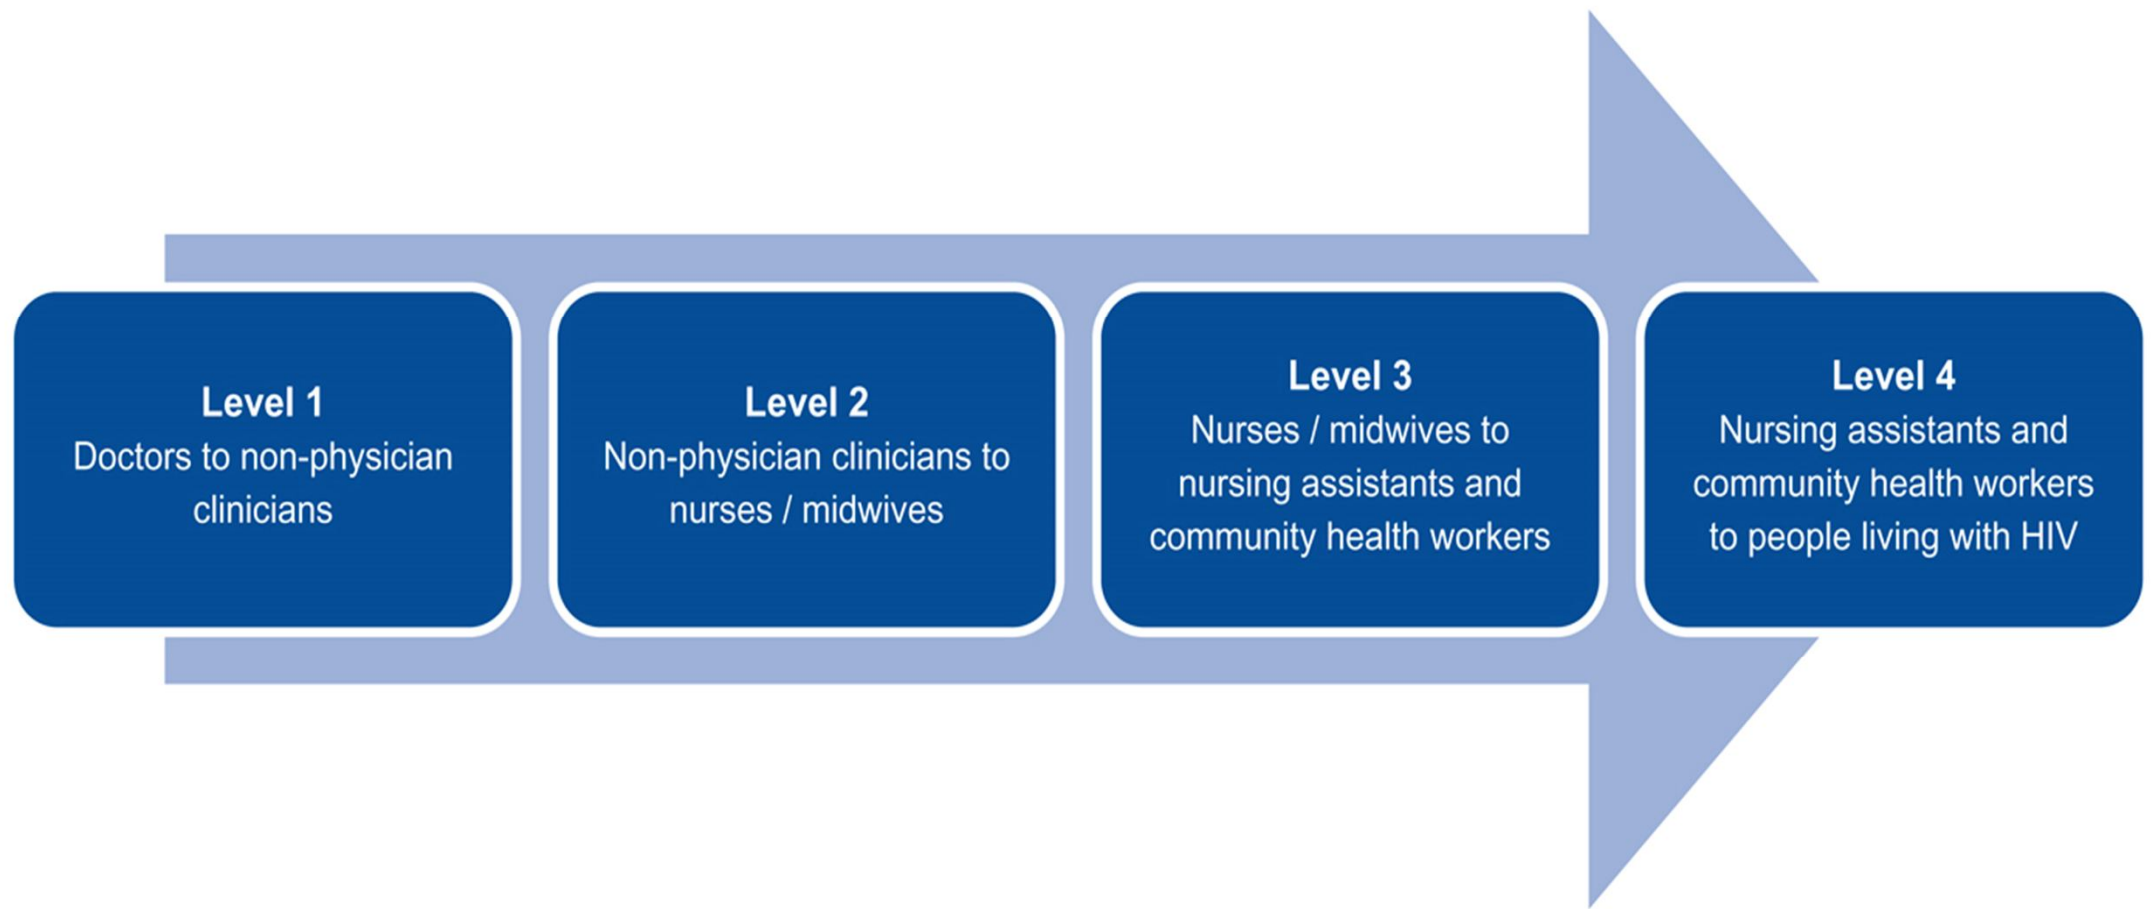 Level 1
Doctors to non-physician
clinicians
Level 2
Non-physician clinicians to
nurses / midwives
Level 3
Nurses / midwives to
nursing assistants and
community health workers
Level 4
Nursing assistants and
community health workers
to people living with HIV